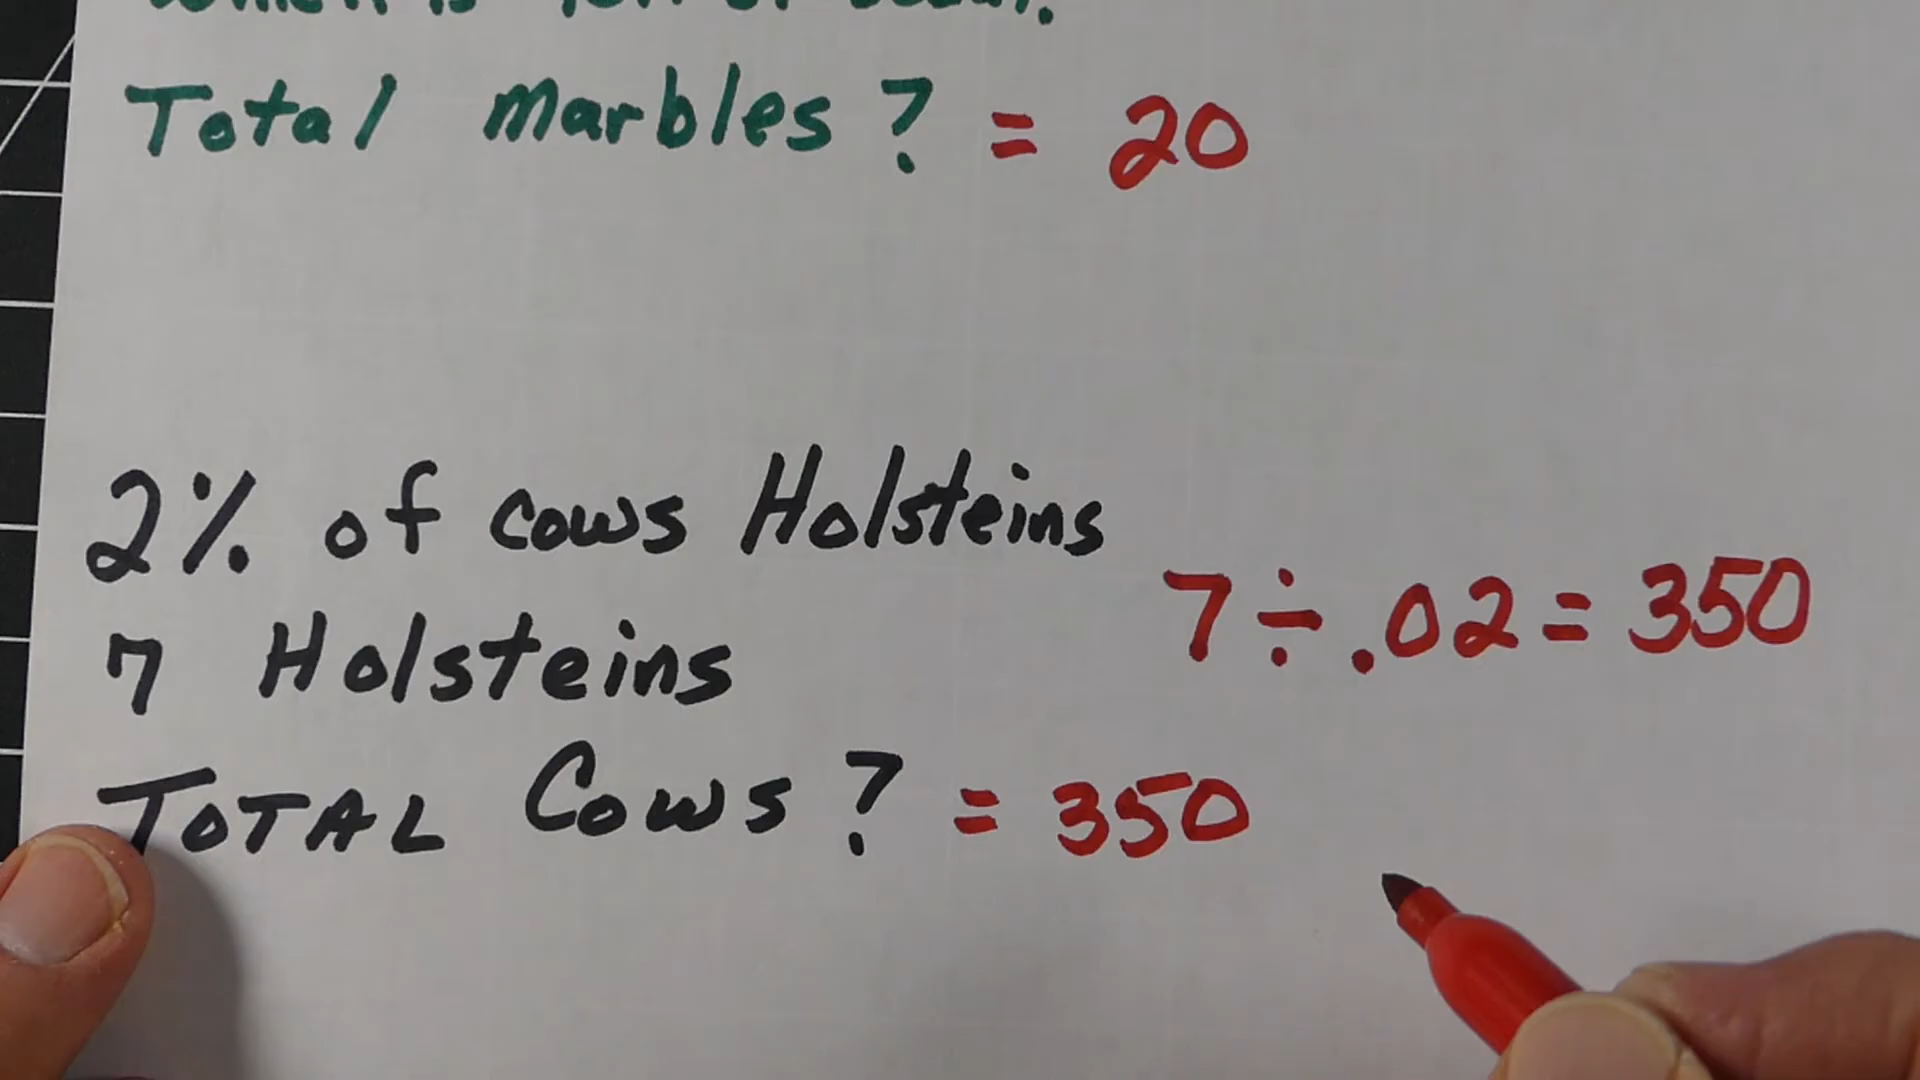 Total marbles? = 20
2% of cows Holsteins
7 Holsteins
7 ÷ .02 = 350
TOTAL Cows? = 350